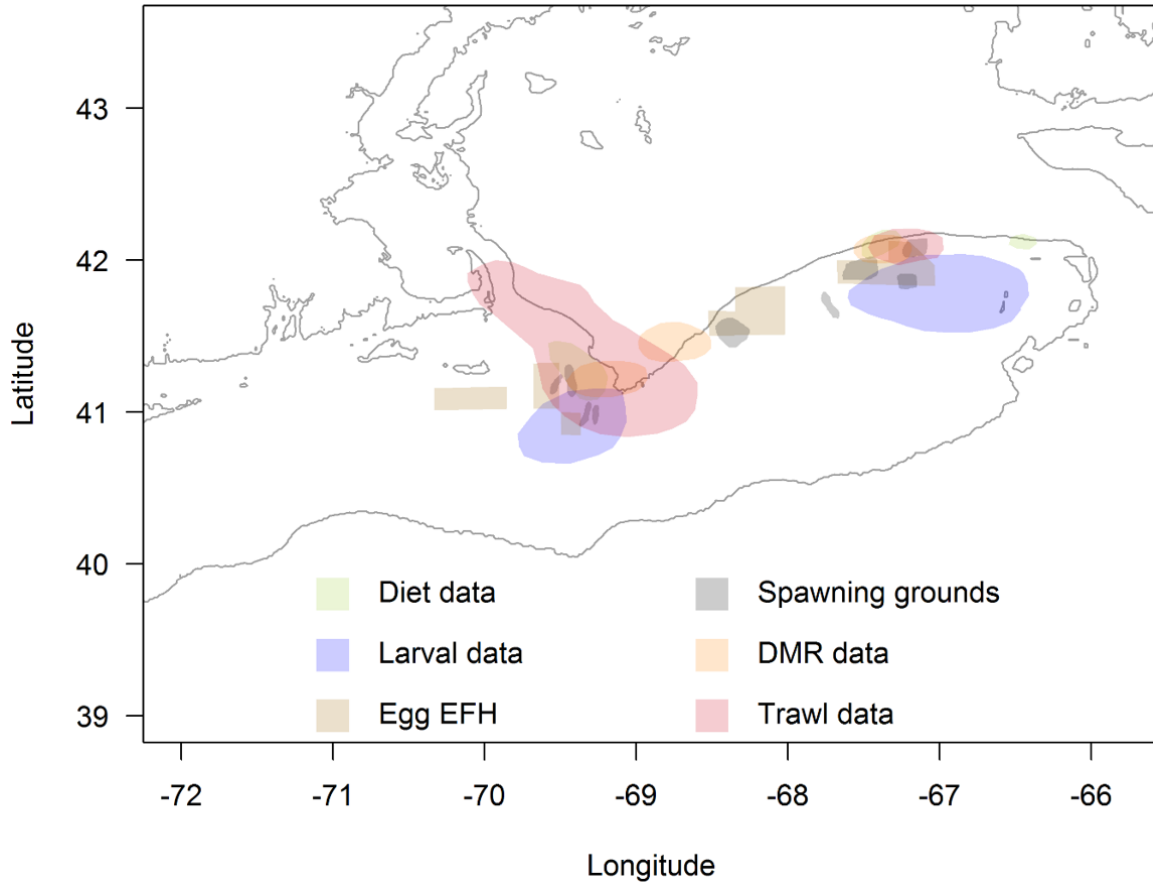 43
42
41
40
39
Latitude
Diet data
Larval data
Egg EFH
Spawning grounds
DMR data
Trawl data
-72 -71 -70 -69 -68 -67 -66
Longitude